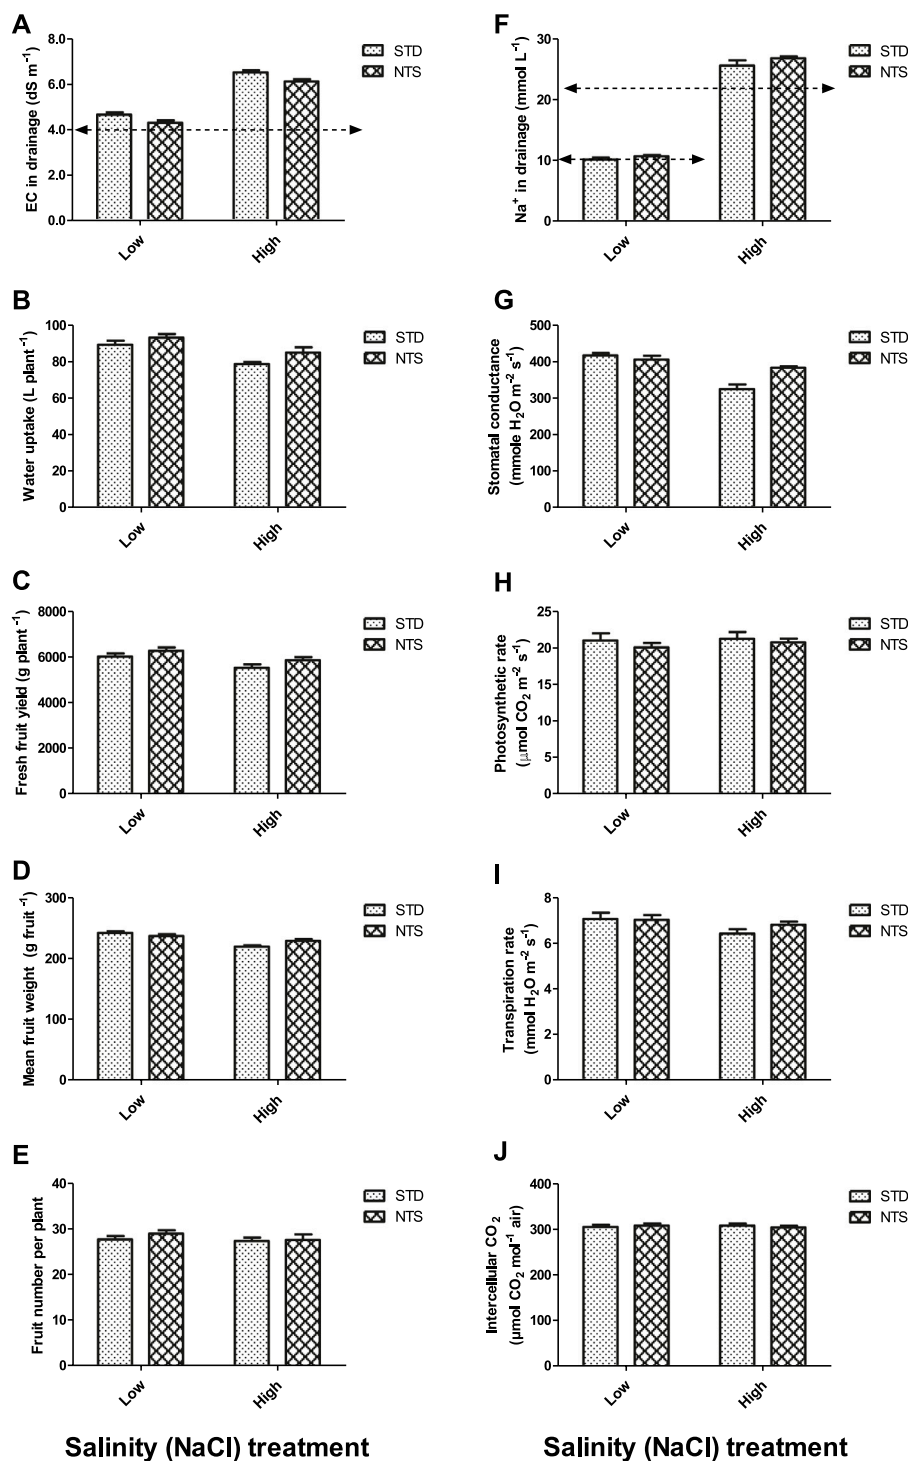 A
EC in drainage (dS m⁻¹)
8.0
6.0
4.0
2.0
0.0
Low
High
STD
NTS
F
Na⁺ in drainage (mmol L⁻¹)
30
20
10
0
Low
High
STD
NTS
B
Water uptake (L plant⁻¹)
100
80
60
40
20
0
Low
High
STD
NTS
G
Stomatal conductance
(mmole H₂O m⁻² s⁻¹)
500
400
300
200
100
0
Low
High
STD
NTS
C
Fresh fruit yield (g plant⁻¹)
8000
6000
4000
2000
0
Low
High
STD
NTS
H
Photosynthetic rate
(μmol CO₂ m⁻² s⁻¹)
25
20
15
10
5
0
Low
High
STD
NTS
D
Mean fruit weight (g fruit⁻¹)
300
200
100
0
Low
High
STD
NTS
I
Transpiration rate
(mmol H₂O m⁻² s⁻¹)
8
6
4
2
0
Low
High
STD
NTS
E
Fruit number per plant
40
30
20
10
0
Low
High
STD
NTS
J
Intercellular CO₂
(μmol CO₂ mol⁻¹ air)
400
300
200
100
0
Low
High
STD
NTS
Salinity (NaCl) treatment
Salinity (NaCl) treatment